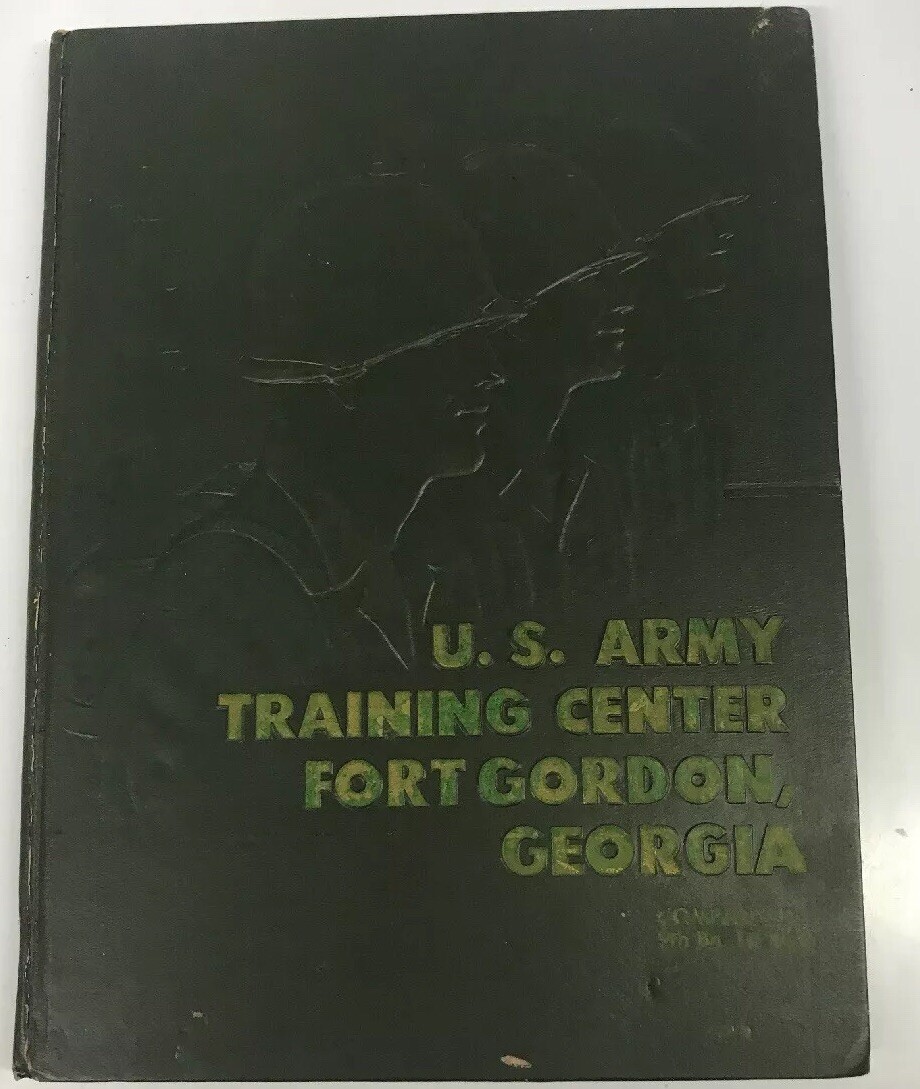 U. S. ARMY
TRAINING CENTER
FORT GORDON,
GEORGIA